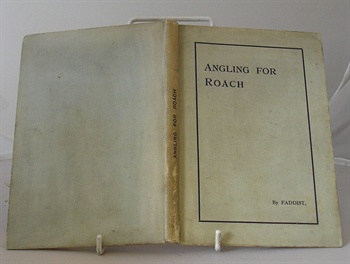 ANGLING FOR ROACH
ANGLING FOR
ROACH
By FADDIST.